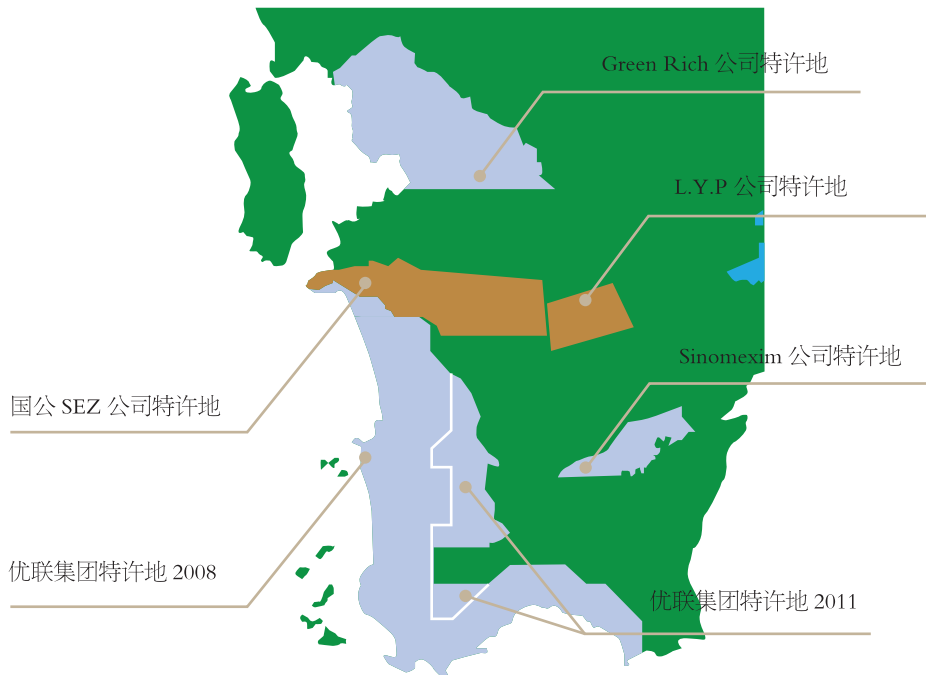 Green Rich 公司特许地
L.Y.P 公司特许地
Sinomexim 公司特许地
国公 SEZ 公司特许地
优联集团特许地 2008
优联集团特许地 2011